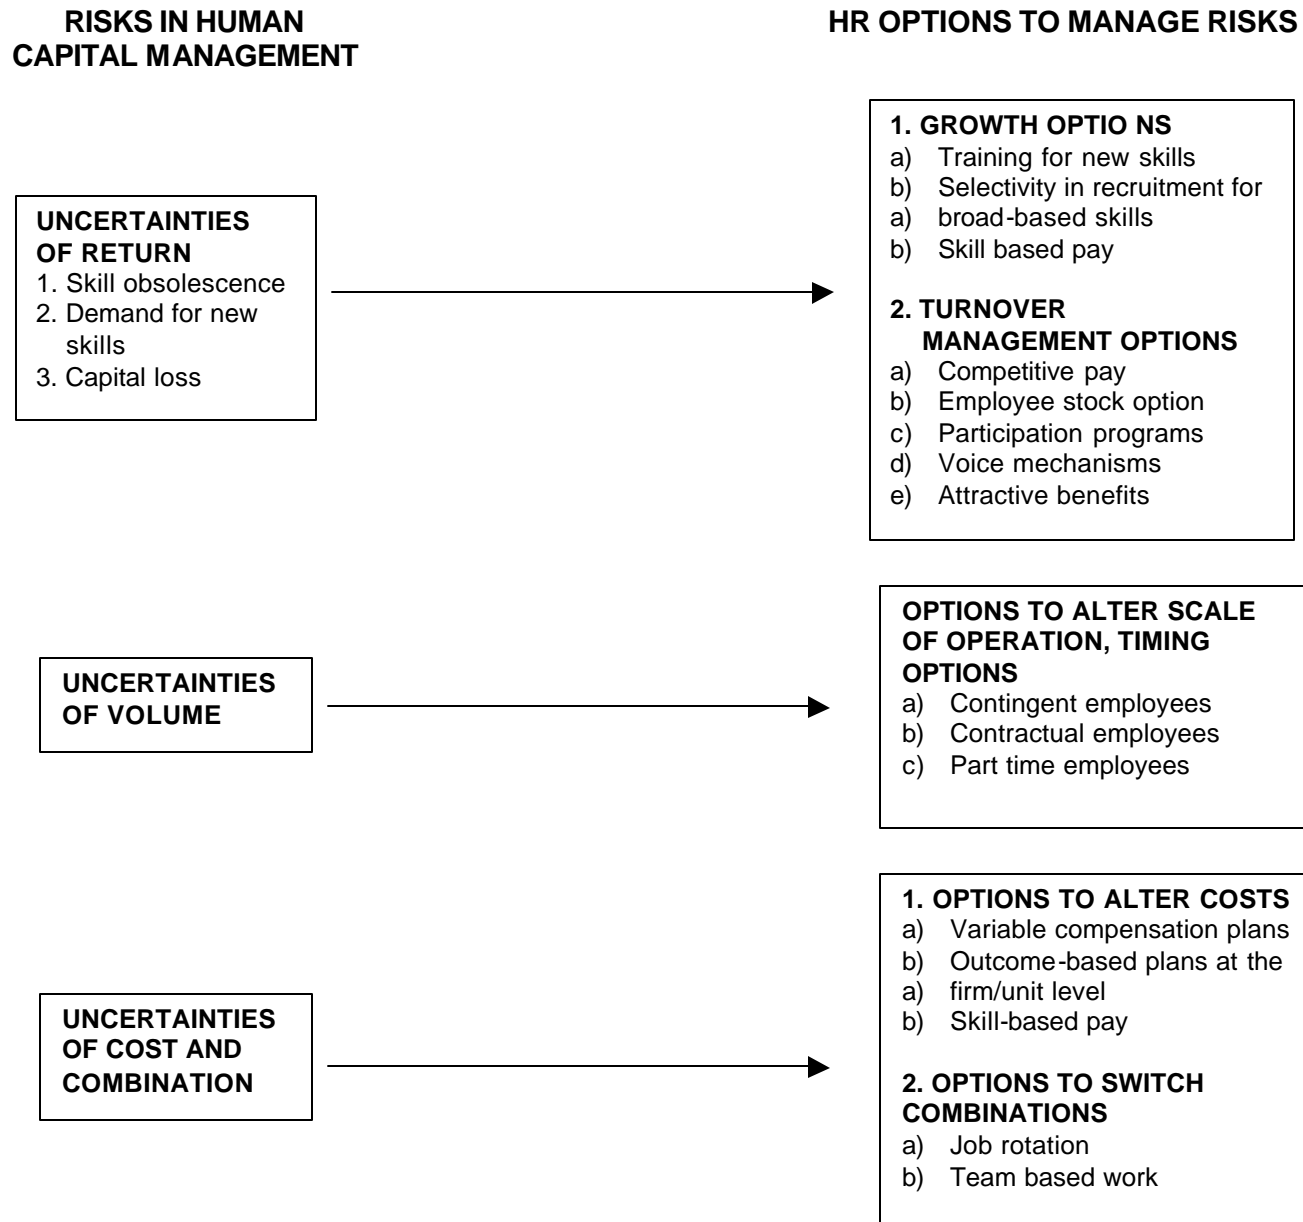 RISKS IN HUMAN
CAPITAL MANAGEMENT
HR OPTIONS TO MANAGE RISKS
UNCERTAINTIES
OF RETURN
1. Skill obsolescence
2. Demand for new
skills
3. Capital loss
1. GROWTH OPTIO NS
a) Training for new skills
b) Selectivity in recruitment for
a) broad-based skills
b) Skill based pay
2. TURNOVER
MANAGEMENT OPTIONS
a) Competitive pay
b) Employee stock option
c) Participation programs
d) Voice mechanisms
e) Attractive benefits
UNCERTAINTIES
OF VOLUME
OPTIONS TO ALTER SCALE
OF OPERATION, TIMING
OPTIONS
a) Contingent employees
b) Contractual employees
c) Part time employees
UNCERTAINTIES
OF COST AND
COMBINATION
1. OPTIONS TO ALTER COSTS
a) Variable compensation plans
b) Outcome-based plans at the
a) firm/unit level
b) Skill-based pay
2. OPTIONS TO SWITCH
COMBINATIONS
a) Job rotation
b) Team based work